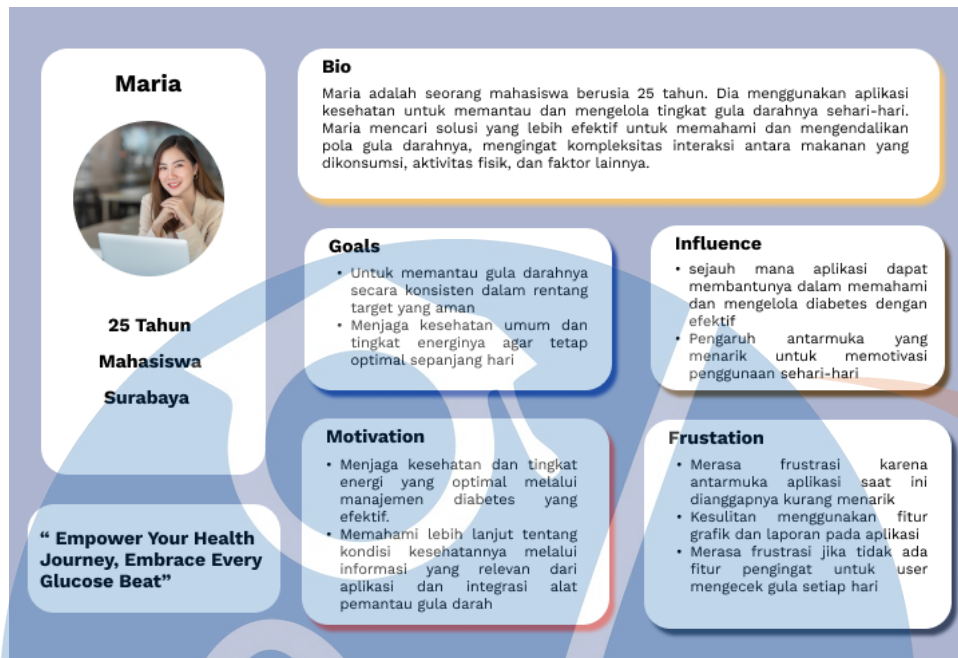 Maria
25 Tahun
Mahasiswa
Surabaya
“ Empower Your Health
Journey, Embrace Every
Glucose Beat”
Bio
Maria adalah seorang mahasiswa berusia 25 tahun. Dia menggunakan aplikasi
kesehatan untuk memantau dan mengelola tingkat gula darahnya sehari-hari.
Maria mencari solusi yang lebih efektif untuk memahami dan mengendalikan
pola gula darahnya, mengingat kompleksitas interaksi antara makanan yang
dikonsumsi, aktivitas fisik, dan faktor lainnya.
Goals
• Untuk memantau gula darahnya
secara konsisten dalam rentang
target yang aman
• Menjaga kesehatan umum dan
tingkat energinya agar tetap
optimal sepanjang hari
Influence
• sejauh mana aplikasi dapat
membantunya dalam memahami
dan mengelola diabetes dengan
efektif
• Pengaruh antarmuka yang
menarik untuk memotivasi
penggunaan sehari-hari
Motivation
• Menjaga kesehatan dan tingkat
energi yang optimal melalui
manajemen diabetes yang
efektif.
• Memahami lebih lanjut tentang
kondisi kesehatannya melalui
informasi yang relevan dari
aplikasi dan integrasi alat
pemantau gula darah
Frustation
• Merasa frustrasi karena
antarmuka aplikasi saat ini
dianggapnya kurang menarik
• Kesulitan menggunakan fitur
grafik dan laporan pada aplikasi
• Merasa frustrasi jika tidak ada
fitur pengingat untuk user
mengecek gula setiap hari